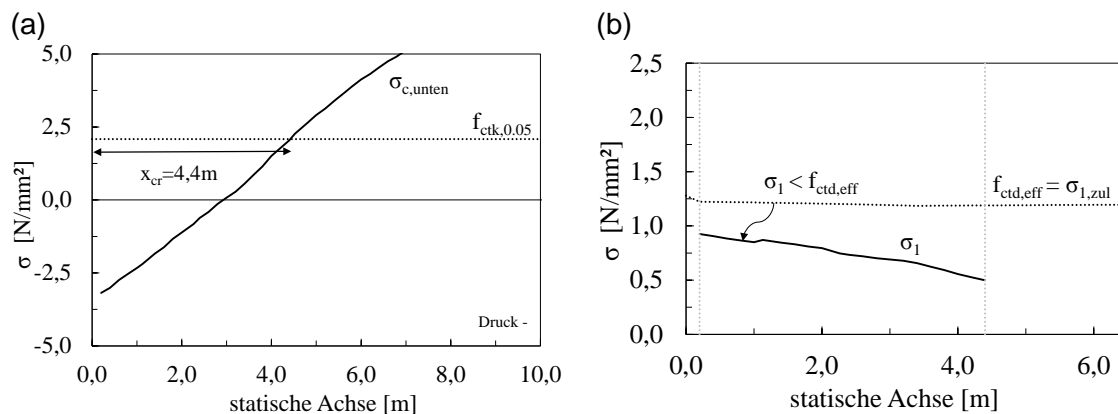 (a)
5,0
2,5
0,0
-2,5
-5,0
σ [N/mm²]
σc,unten
fctk,0.05
xcr=4,4m
Druck -
0,0 2,0 4,0 6,0 8,0 10,0
statische Achse [m]
(b)
2,5
2,0
1,5
1,0
0,5
0,0
σ [N/mm²]
σ1 < fctd,eff
fctd,eff = σ1,zul
σ1
0,0 2,0 4,0 6,0
statische Achse [m]